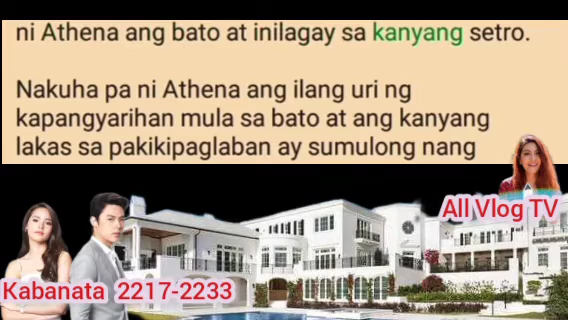 ni Athena ang bato at inilagay sa kanyang setro.
Nakuha pa ni Athena ang ilang uri ng
kapangyarihan mula sa bato at ang kanyang
lakas sa pakikipaglaban ay sumulong nang
All Vlog TV
Kabanata 2217-2233